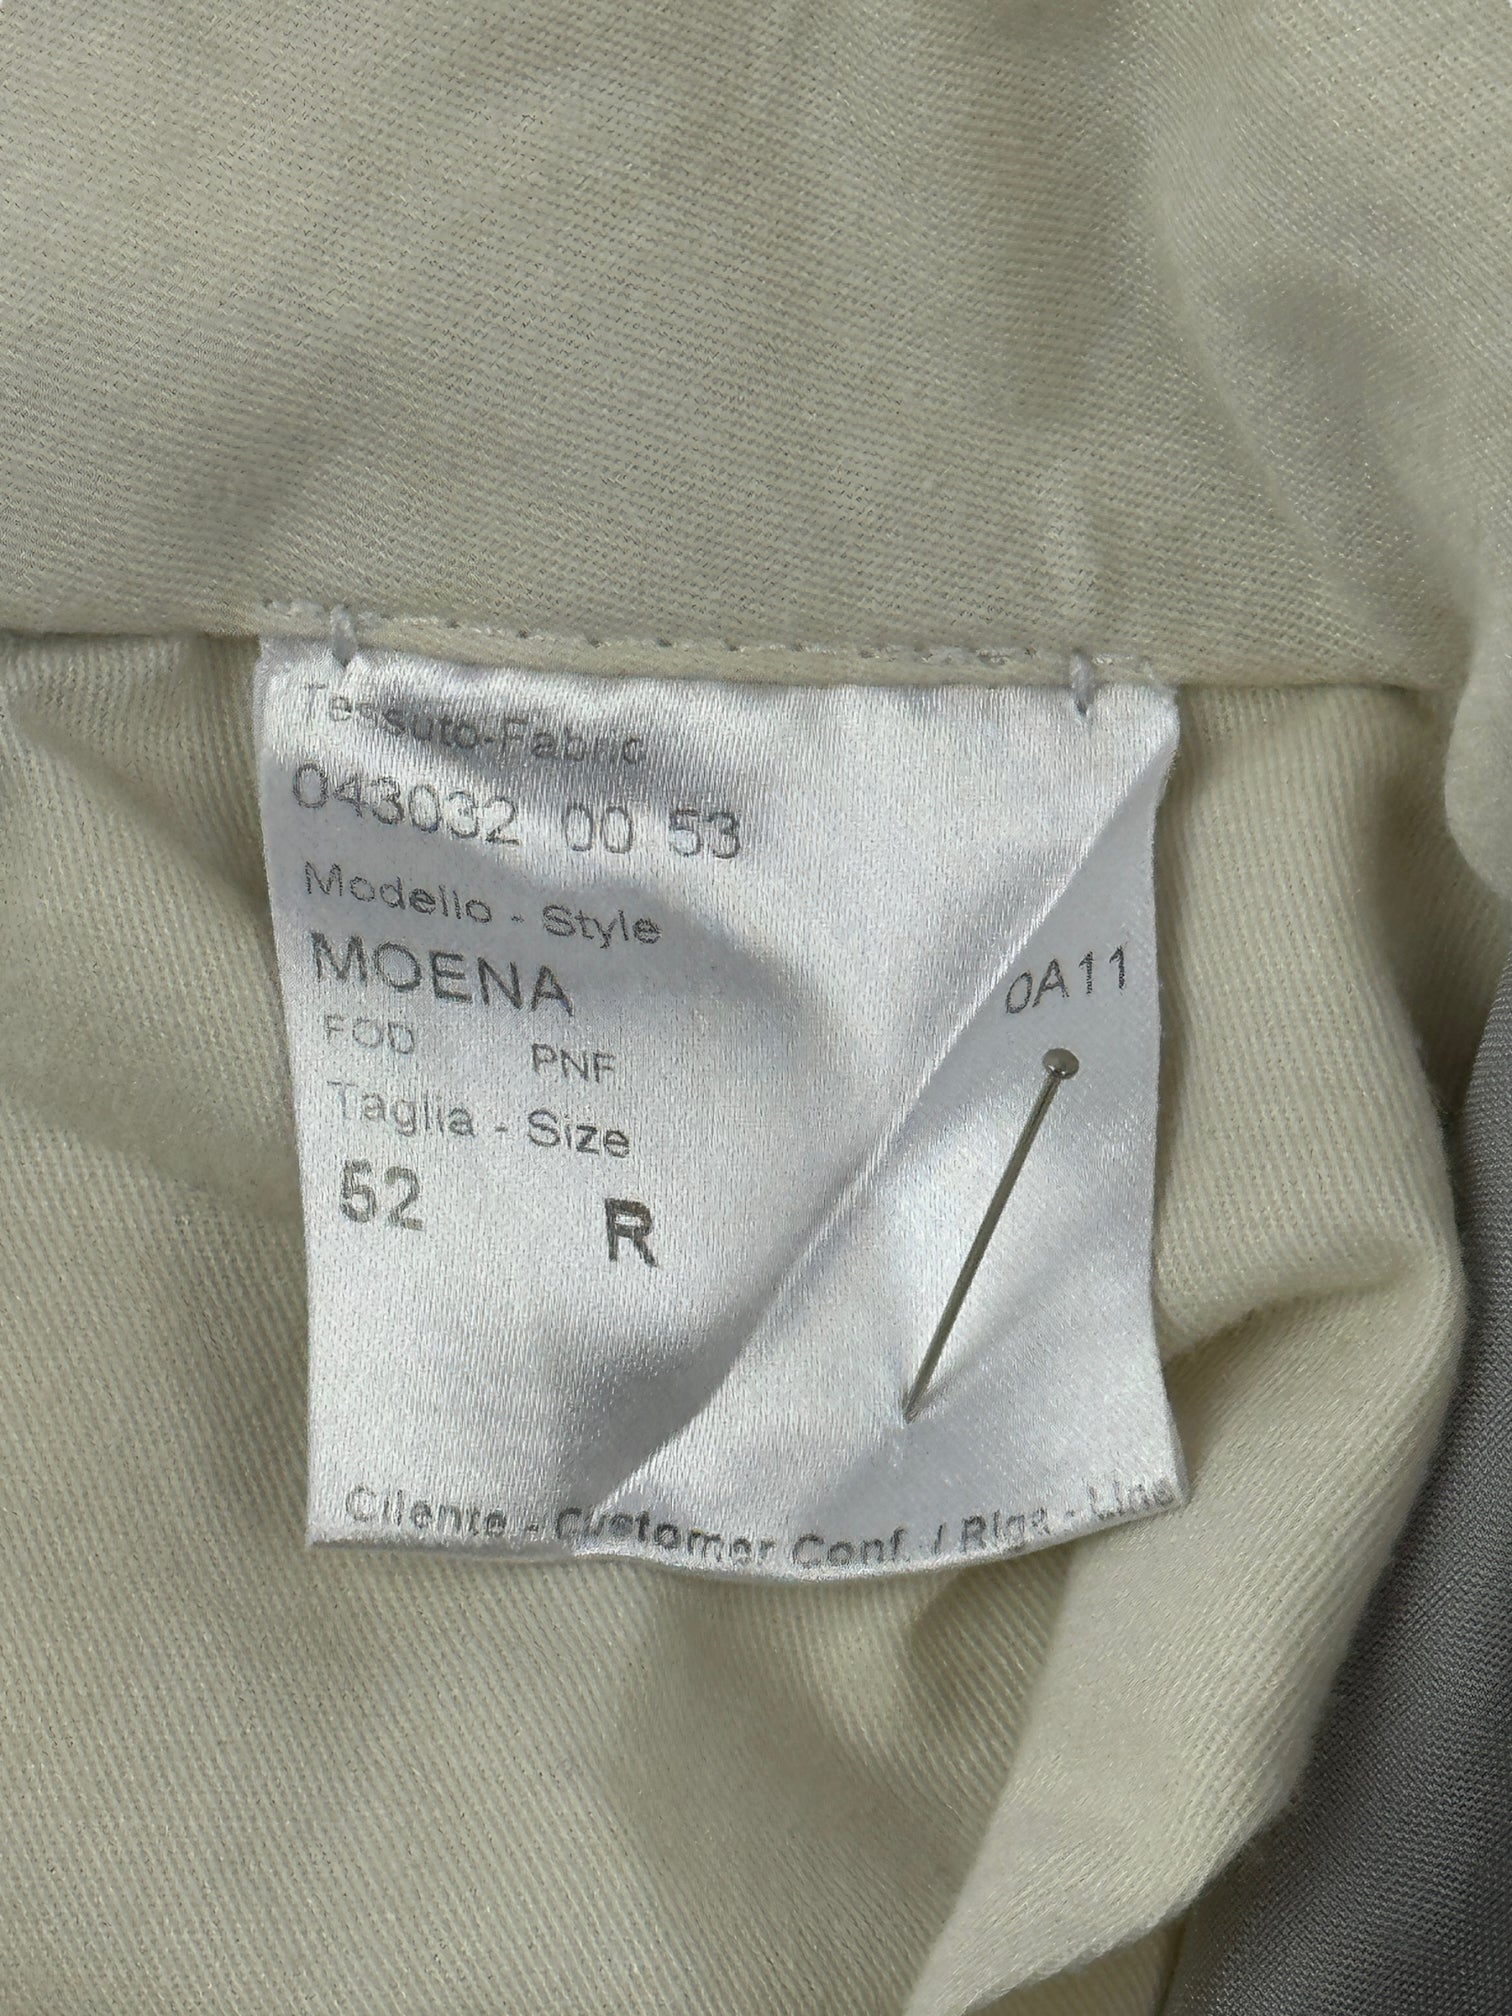 Tessuto-Fabric
043032 00 53
Modello - Style
MOENA 0A11
FOD PNF
Taglia - Size
52 R
Cliente - Customer Conf. / Riga - Line